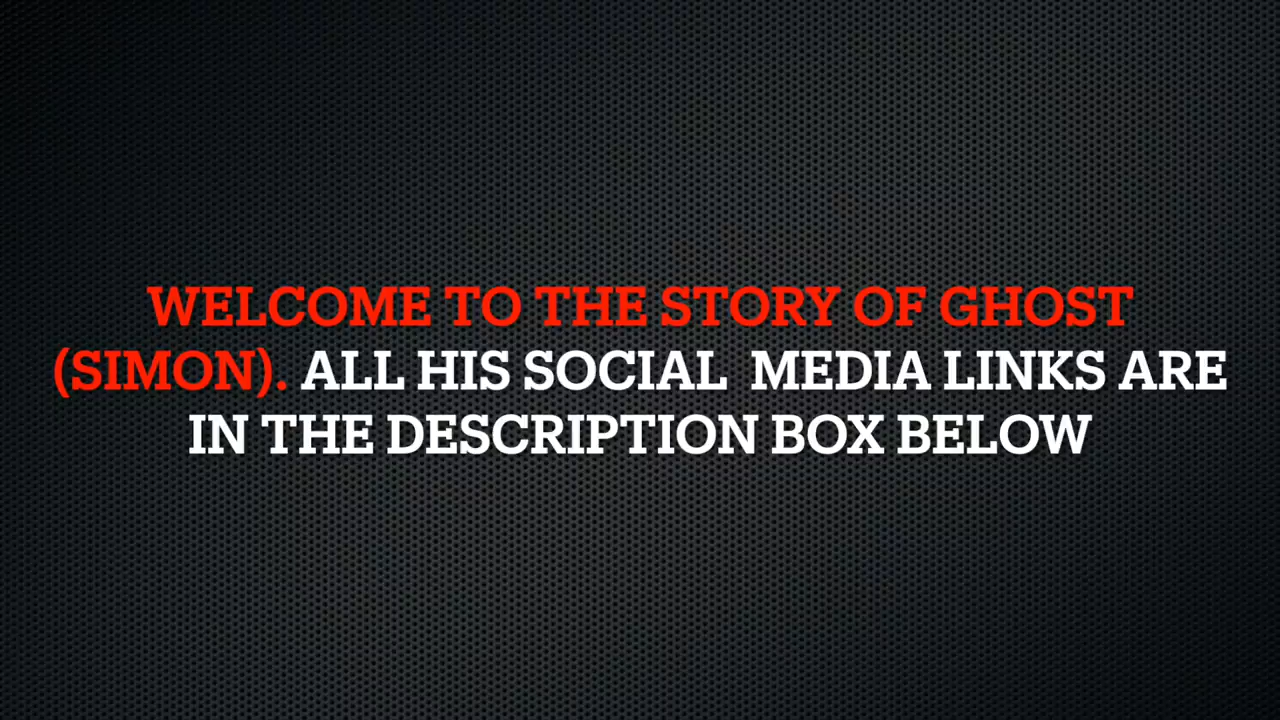 WELCOME TO THE STORY OF GHOST
(SIMON). ALL HIS SOCIAL  MEDIA LINKS ARE
IN THE DESCRIPTION BOX BELOW